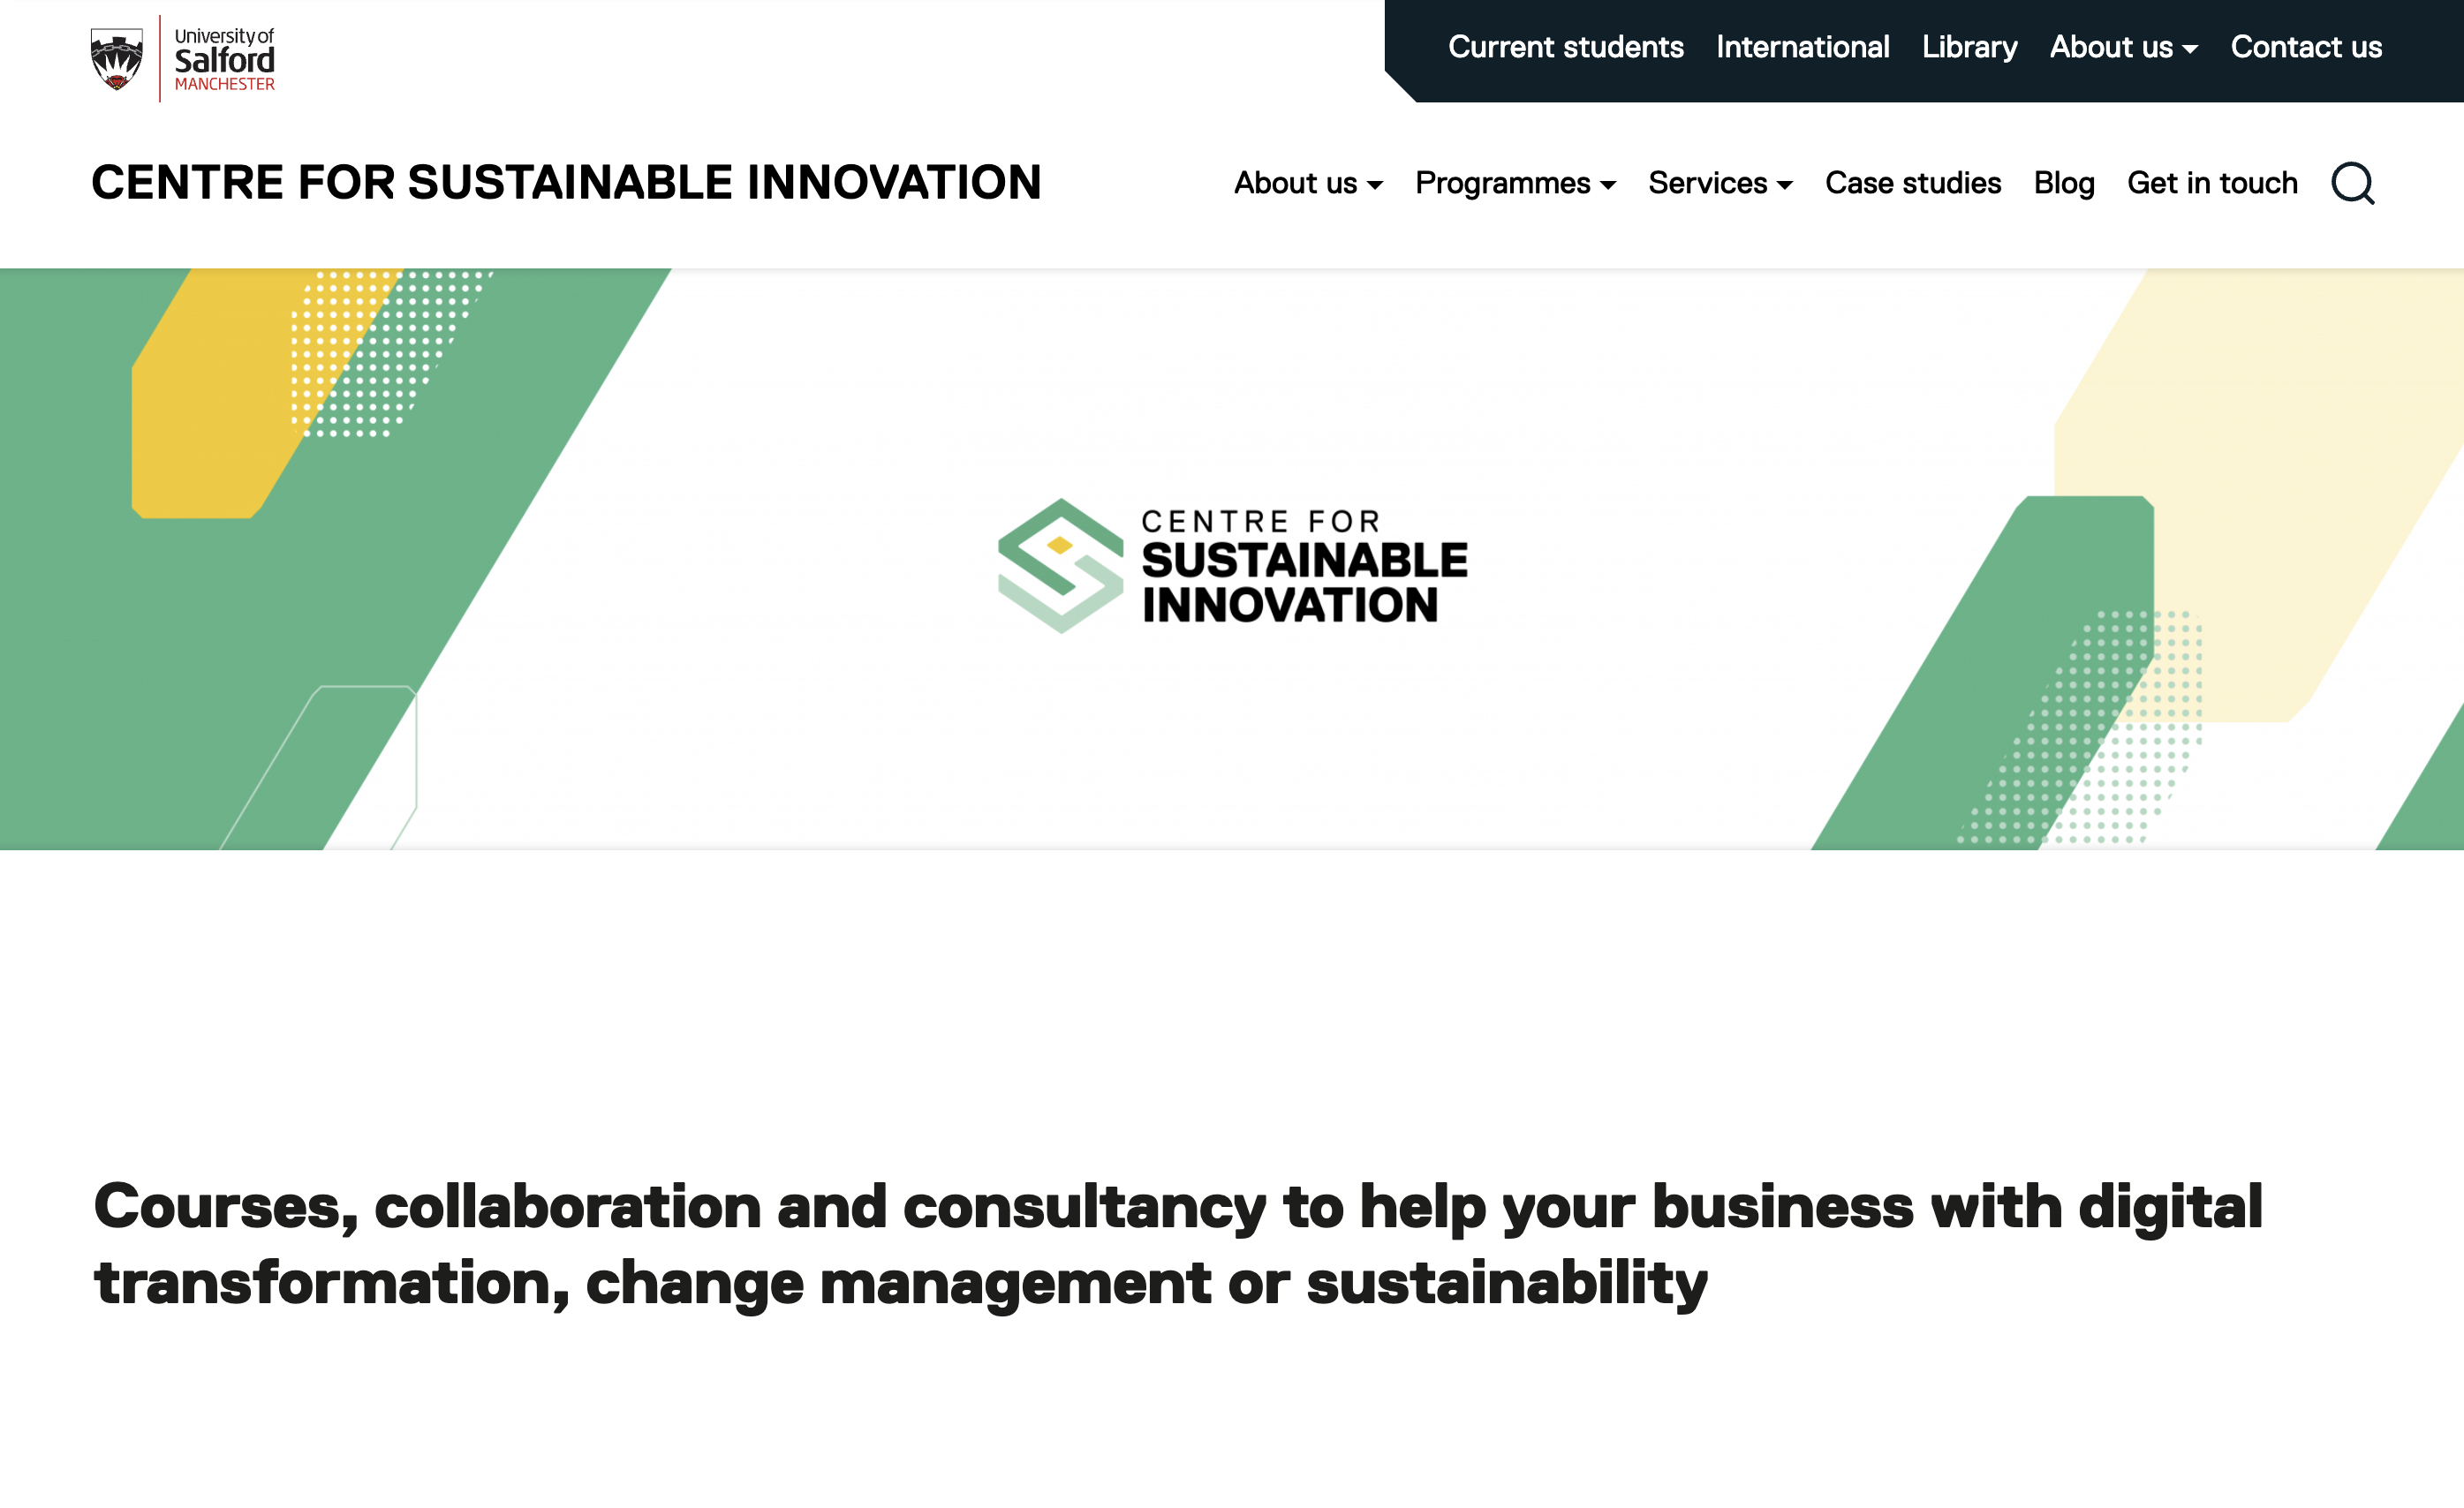 University of
Salford
MANCHESTER
Current students International Library About us Contact us
CENTRE FOR SUSTAINABLE INNOVATION
About us Programmes Services Case studies Blog Get in touch
CENTRE FOR
SUSTAINABLE
INNOVATION
Courses, collaboration and consultancy to help your business with digital
transformation, change management or sustainability